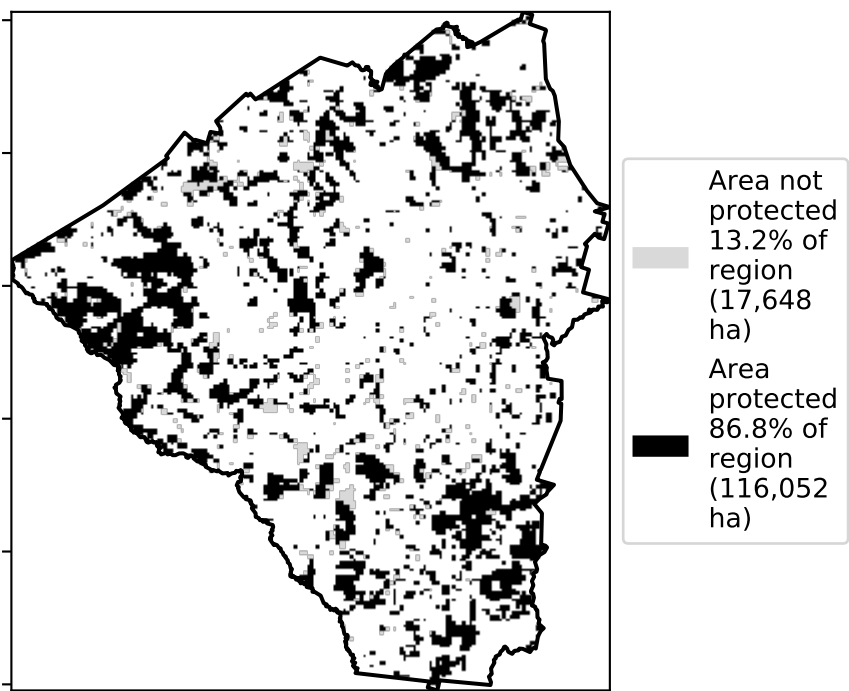 Area not
protected
13.2% of
region
(17,648
ha)
Area
protected
86.8% of
region
(116,052
ha)